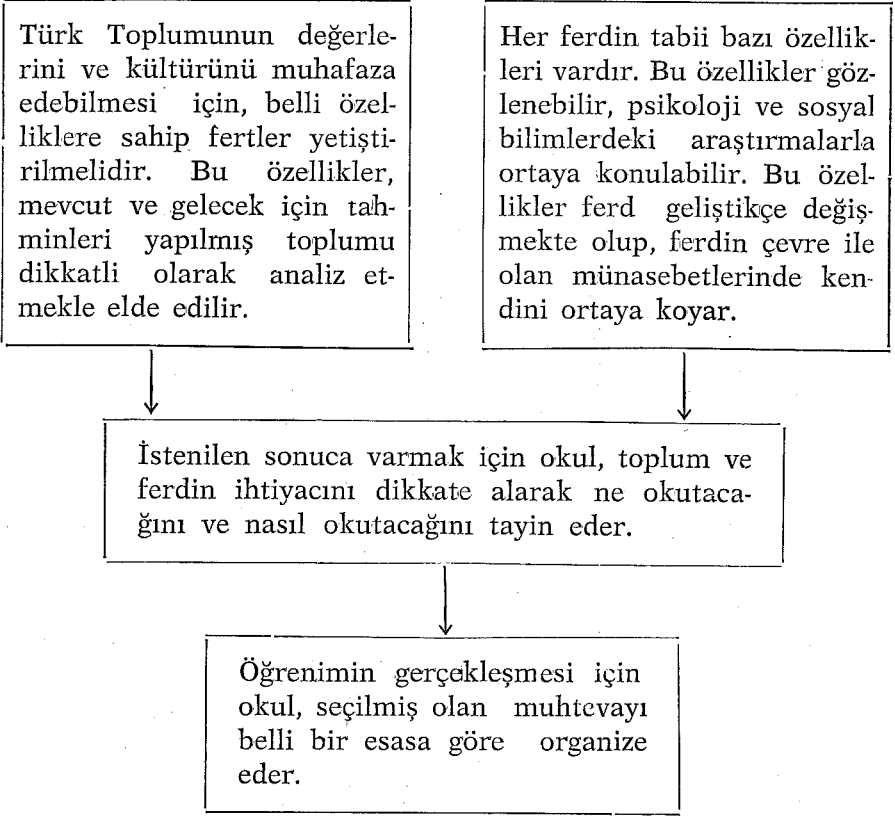 Türk Toplumunun değerle-
rini ve kültürünü muhafaza
edebilmesi için, belli özel-
liklere sahip fertler yetişti-
rilmelidir. Bu özellikler,
mevcut ve gelecek için tah-
minleri yapılmış toplumu
dikkatli olarak analiz et-
mekle elde edilir.
Her ferdin tabii bazı özellik-
leri vardır. Bu özellikler göz-
lenebilir, psikoloji ve sosyal
bilimlerdeki araştırmalarla
ortaya konulabilir. Bu özel-
likler ferd geliştikçe değiş-
mekte olup, ferdin çevre ile
olan münasebetlerinde ken-
dini ortaya koyar.
İstenilen sonuca varmak için okul, toplum ve
ferdin ihtiyacını dikkate alarak ne okutaca-
ğını ve nasıl okutacağını tayin eder.
Öğrenimin gerçekleşmesi için
okul, seçilmiş olan muhtevayı
belli bir esasa göre organize
eder.